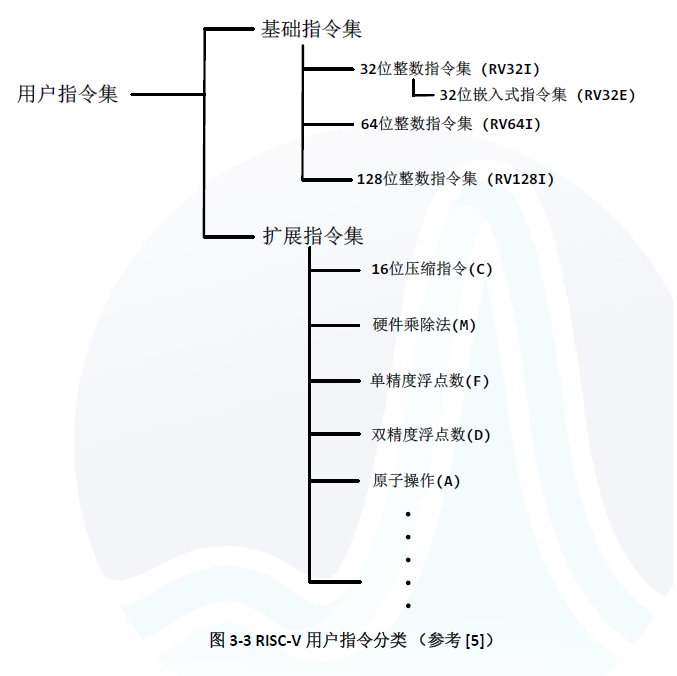 基础指令集
32位整数指令集 (RV32I)
用户指令集
32位嵌入式指令集 (RV32E)
64位整数指令集 (RV64I)
128位整数指令集 (RV128I)
扩展指令集
16位压缩指令(C)
硬件乘除法(M)
单精度浮点数(F)
双精度浮点数(D)
原子操作(A)
图 3-3 RISC-V 用户指令分类 （参考 [5]）